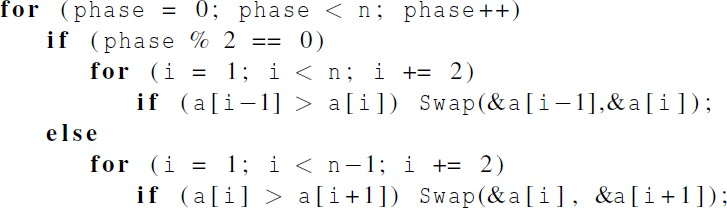 for (phase = 0; phase < n; phase++)
if (phase % 2 == 0)
for (i = 1; i < n; i += 2)
if (a[i−1] > a[i]) Swap(&a[i−1],&a[i]);
else
for (i = 1; i < n−1; i += 2)
if (a[i] > a[i+1]) Swap(&a[i], &a[i+1]);